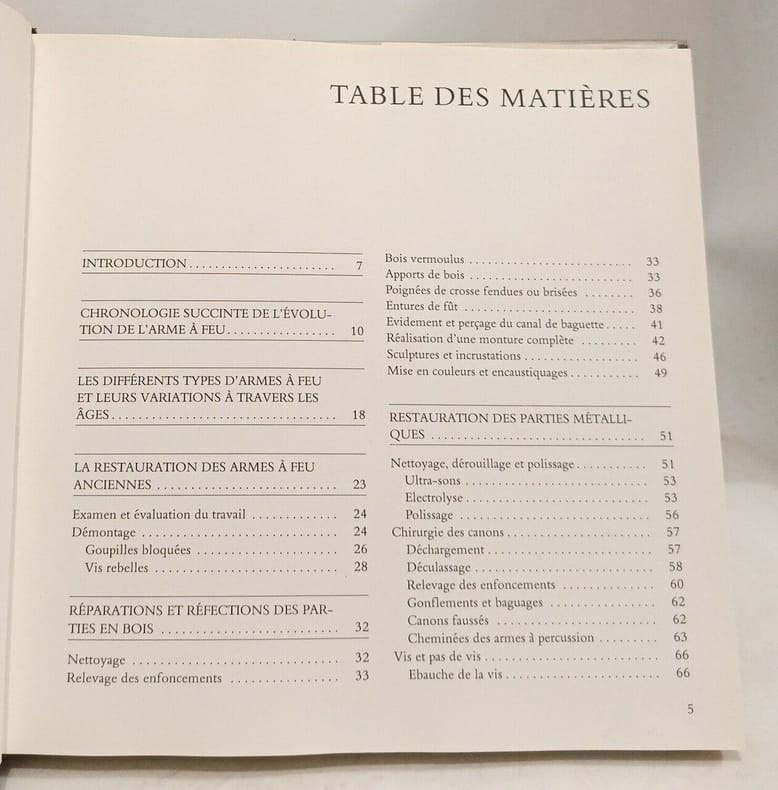 TABLE DES MATIÈRES
INTRODUCTION....................... 7
CHRONOLOGIE SUCCINTE DE L'ÉVOLU-
TION DE L'ARME À FEU................ 10
LES DIFFÉRENTS TYPES D'ARMES À FEU
ET LEURS VARIATIONS À TRAVERS LES
ÂGES.................................. 18
LA RESTAURATION DES ARMES À FEU
ANCIENNES........................... 23
Examen et évaluation du travail ............ 24
Démontage ........................... 24
Goupilles bloquées .................... 26
Vis rebelles .......................... 28
RÉPARATIONS ET RÉFECTIONS DES PAR-
TIES EN BOIS .......................... 32
Nettoyage ............................. 32
Relevage des enfoncements ................ 33
Bois vermoulus .......................... 33
Apports de bois .......................... 33
Poignées de crosse fendues ou brisées ........ 36
Entures de fût ........................... 38
Evidement et perçage du canal de baguette..... 41
Réalisation d'une monture complète ......... 42
Sculptures et incrustations .................. 46
Mise en couleurs et encaustiquages........... 49
RESTAURATION DES PARTIES MÉTALLI-
QUES ................................. 51
Nettoyage, dérouillage et polissage........... 51
Ultra-sons ............................ 53
Electrolyse............................ 53
Polissage ............................. 56
Chirurgie des canons...................... 57
Déchargement ......................... 57
Déculassage ........................... 58
Relevage des enfoncements .............. 60
Gonflements et baguages ................ 62
Canons faussés ........................ 62
Cheminées des armes à percussion ......... 63
Vis et pas de vis........................... 66
Ebauche de la vis........................ 66
5